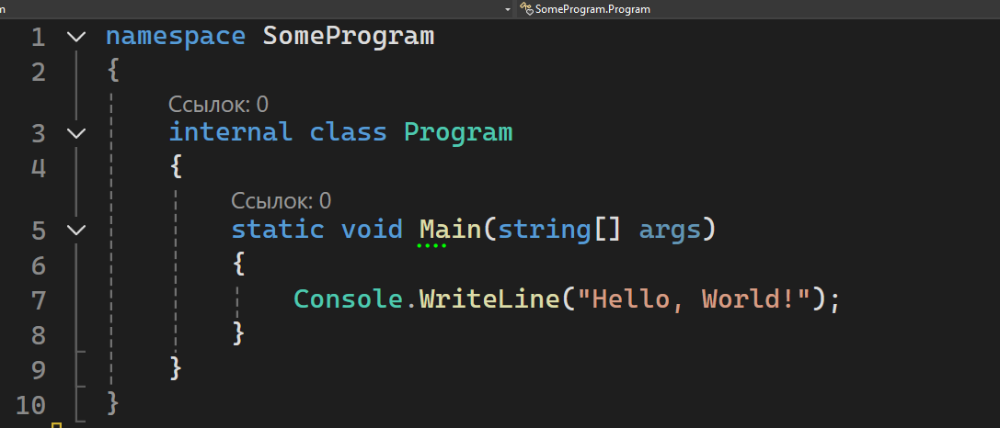 SomeProgram.Program
1 namespace SomeProgram
2 {
Ссылок: 0
3 internal class Program
4 {
Ссылок: 0
5 static void Main(string[] args)
6 {
7 Console.WriteLine("Hello, World!");
8 }
9 }
10 }